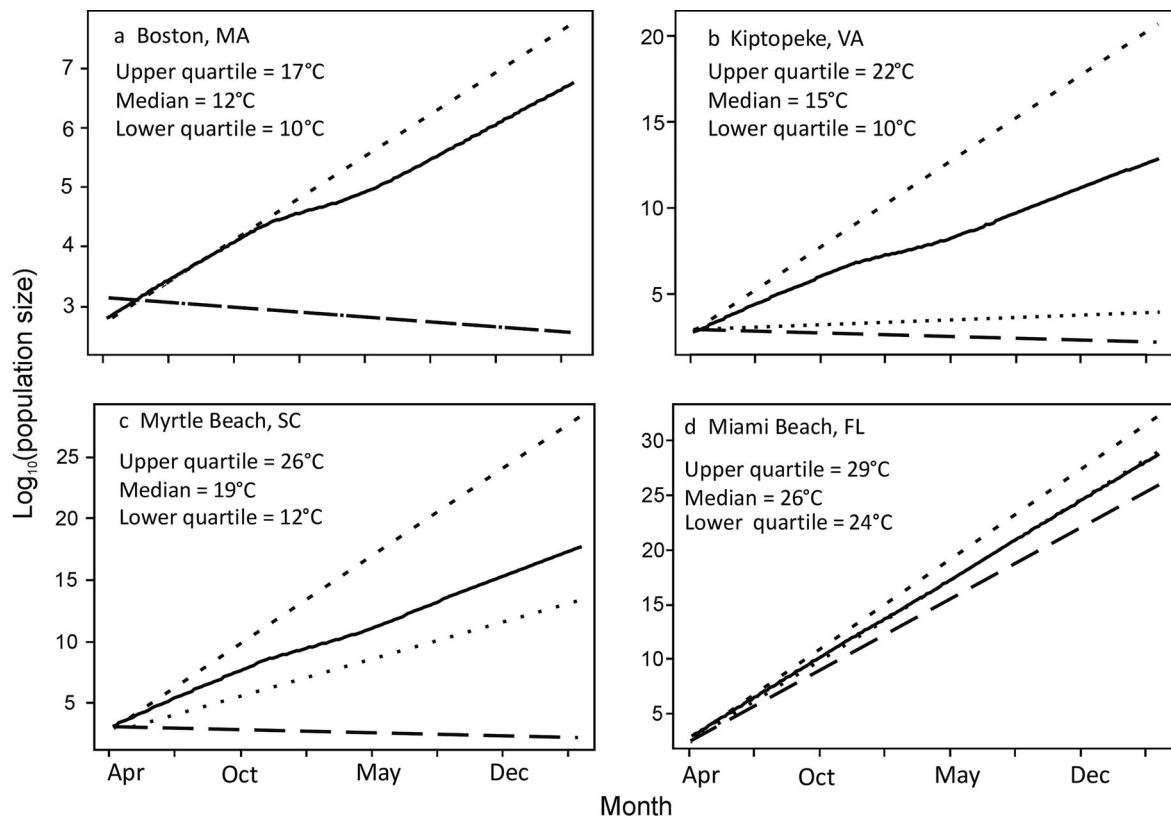 a Boston, MA
Upper quartile = 17°C
Median = 12°C
Lower quartile = 10°C
7
6
5
4
3
b Kiptopeke, VA
Upper quartile = 22°C
Median = 15°C
Lower quartile = 10°C
20
15
10
5
Log₁₀(population size)
c Myrtle Beach, SC
Upper quartile = 26°C
Median = 19°C
Lower quartile = 12°C
25
20
15
10
5
Apr Oct May Dec
d Miami Beach, FL
Upper quartile = 29°C
Median = 26°C
Lower quartile = 24°C
30
25
20
15
10
5
Apr Oct May Dec
Month